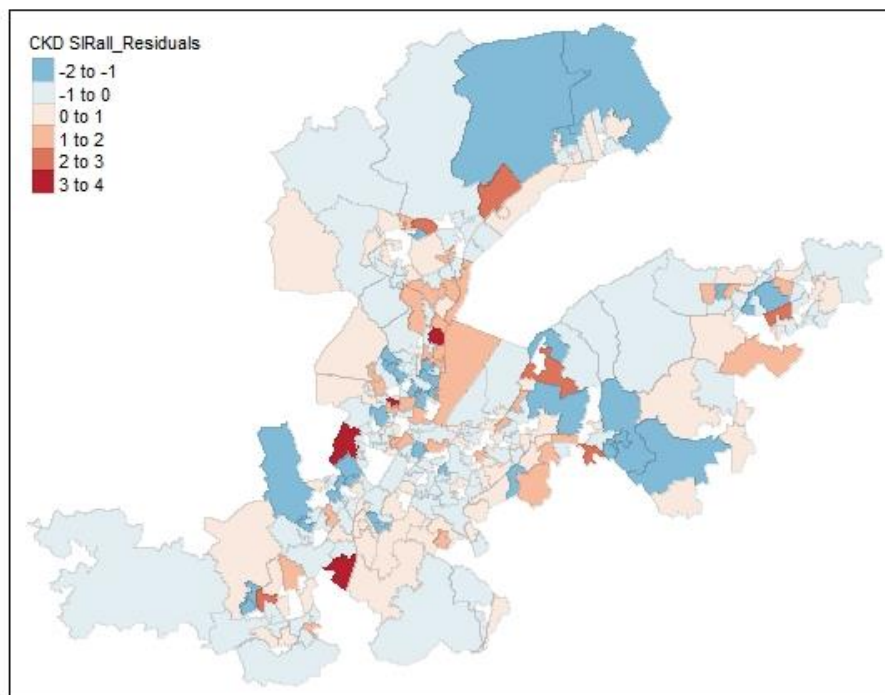 CKD SIRall_Residuals
-2 to -1
-1 to 0
0 to 1
1 to 2
2 to 3
3 to 4